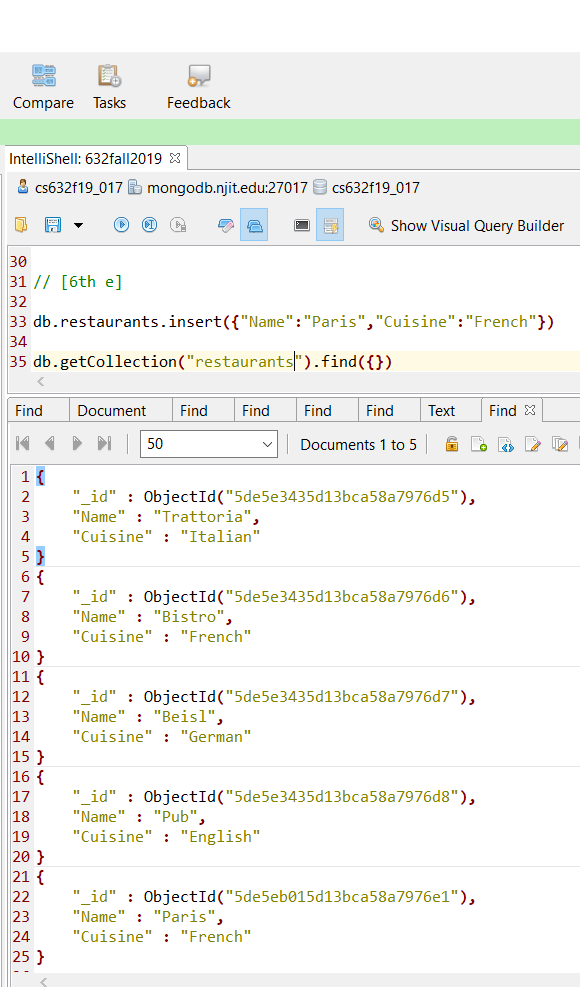 Compare Tasks Feedback
IntelliShell: 632fall2019
cs632f19_017 mongodb.njit.edu:27017 cs632f19_017
Show Visual Query Builder
30
31 // [6th e]
32
33 db.restaurants.insert({"Name":"Paris","Cuisine":"French"})
34
35 db.getCollection("restaurants").find({})
Find Document Find Find Find Find Text Find
50 Documents 1 to 5
1 {
2 "_id" : ObjectId("5de5e3435d13bca58a7976d5"),
3 "Name" : "Trattoria",
4 "Cuisine" : "Italian"
5 }
6 {
7 "_id" : ObjectId("5de5e3435d13bca58a7976d6"),
8 "Name" : "Bistro",
9 "Cuisine" : "French"
10 }
11 {
12 "_id" : ObjectId("5de5e3435d13bca58a7976d7"),
13 "Name" : "Beisl",
14 "Cuisine" : "German"
15 }
16 {
17 "_id" : ObjectId("5de5e3435d13bca58a7976d8"),
18 "Name" : "Pub",
19 "Cuisine" : "English"
20 }
21 {
22 "_id" : ObjectId("5de5eb015d13bca58a7976e1"),
23 "Name" : "Paris",
24 "Cuisine" : "French"
25 }